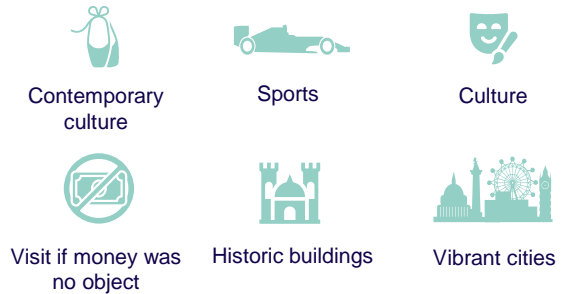 Contemporary
culture
Sports
Culture
Visit if money was
no object
Historic buildings
Vibrant cities